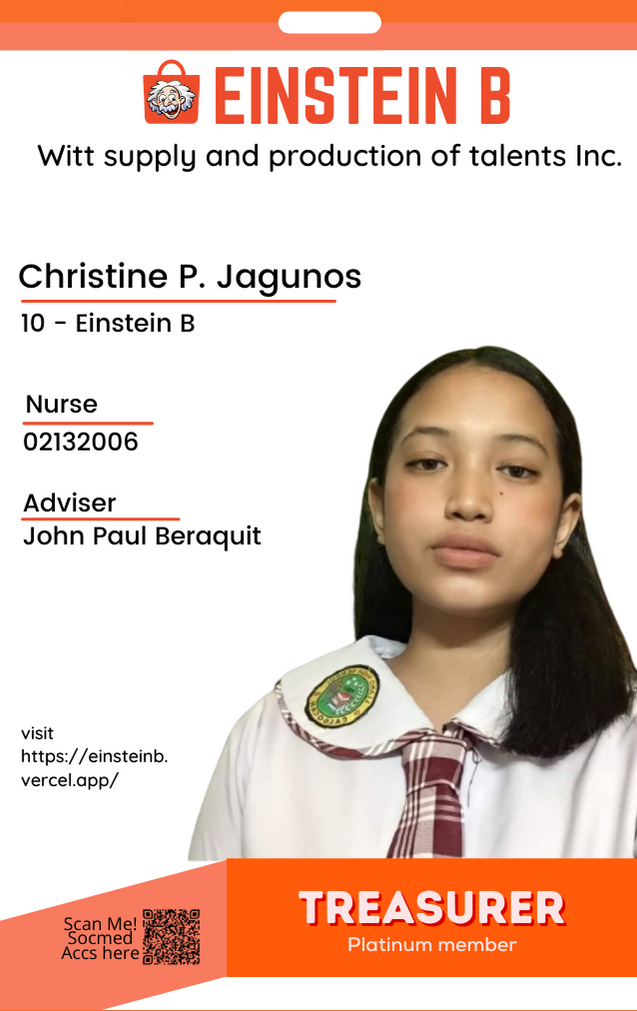 EINSTEIN B
Witt supply and production of talents Inc.
Christine P. Jagunos
10 - Einstein B
Nurse
02132006
Adviser
John Paul Beraquit
visit
https://einsteinb.
vercel.app/
Scan Me!
Socmed
Accs here
TREASURER
Platinum member